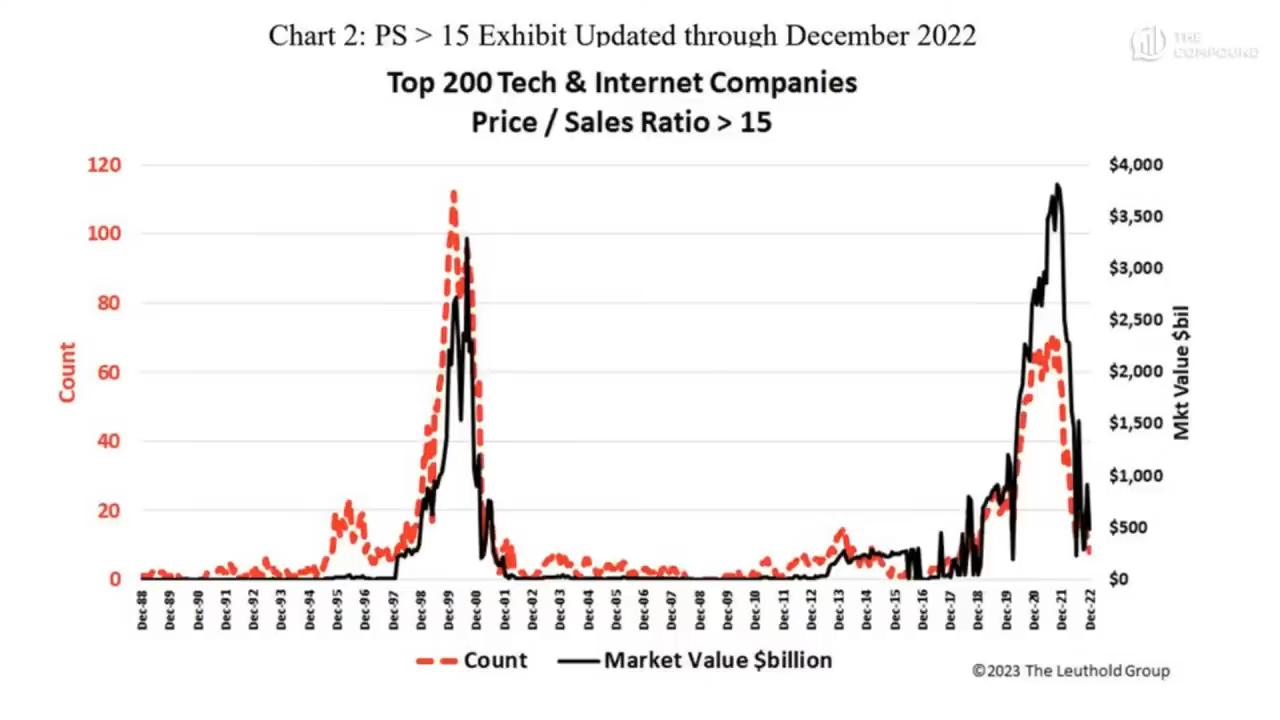 Chart 2: PS > 15 Exhibit Updated through December 2022
THE
COMPOUND
Top 200 Tech & Internet Companies
Price / Sales Ratio > 15
120
100
80
60
40
20
0
Count
$4,000
$3,500
$3,000
$2,500
$2,000
$1,500
$1,000
$500
$0
Mkt Value $bil
Dec-88
Dec-89
Dec-90
Dec-91
Dec-92
Dec-93
Dec-94
Dec-95
Dec-96
Dec-97
Dec-98
Dec-99
Dec-00
Dec-01
Dec-02
Dec-03
Dec-04
Dec-05
Dec-06
Dec-07
Dec-08
Dec-09
Dec-10
Dec-11
Dec-12
Dec-13
Dec-14
Dec-15
Dec-16
Dec-17
Dec-18
Dec-19
Dec-20
Dec-21
Dec-22
Count
Market Value $billion
©2023 The Leuthold Group